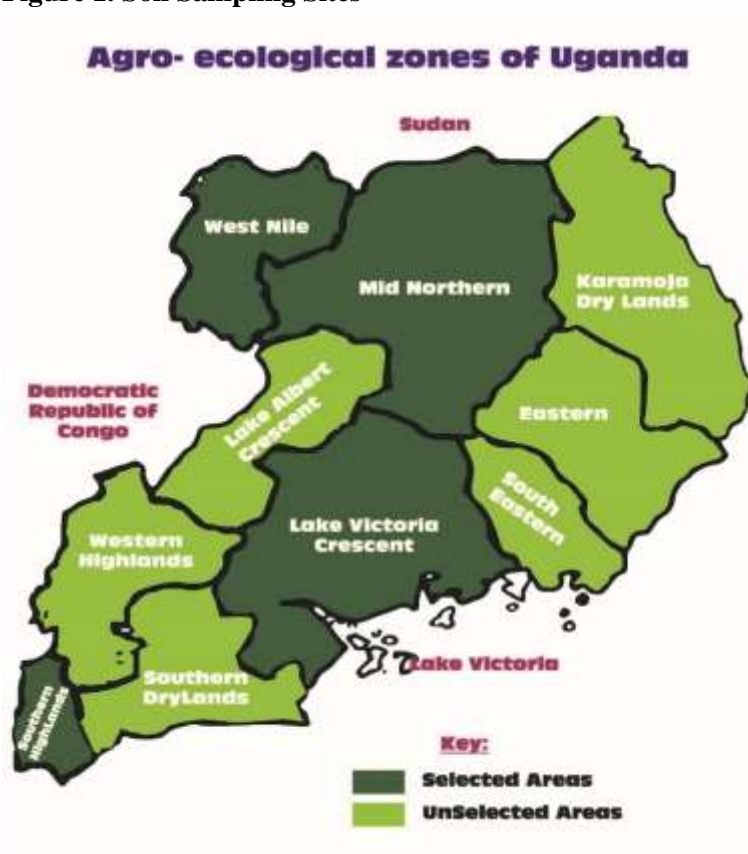 Figure 1: Soil Sampling Sites
Agro- ecological zones of Uganda
Sudan
West Nile
Mid Northern
Karamoja
Dry Lands
Democratic
Republic of
Congo
Lake Albert
Crescent
Eastern
South
Eastern
Lake Victoria
Crescent
Western
Highlands
Lake Victoria
Southern
DryLands
Southern
HighLands
Key:
Selected Areas
UnSelected Areas